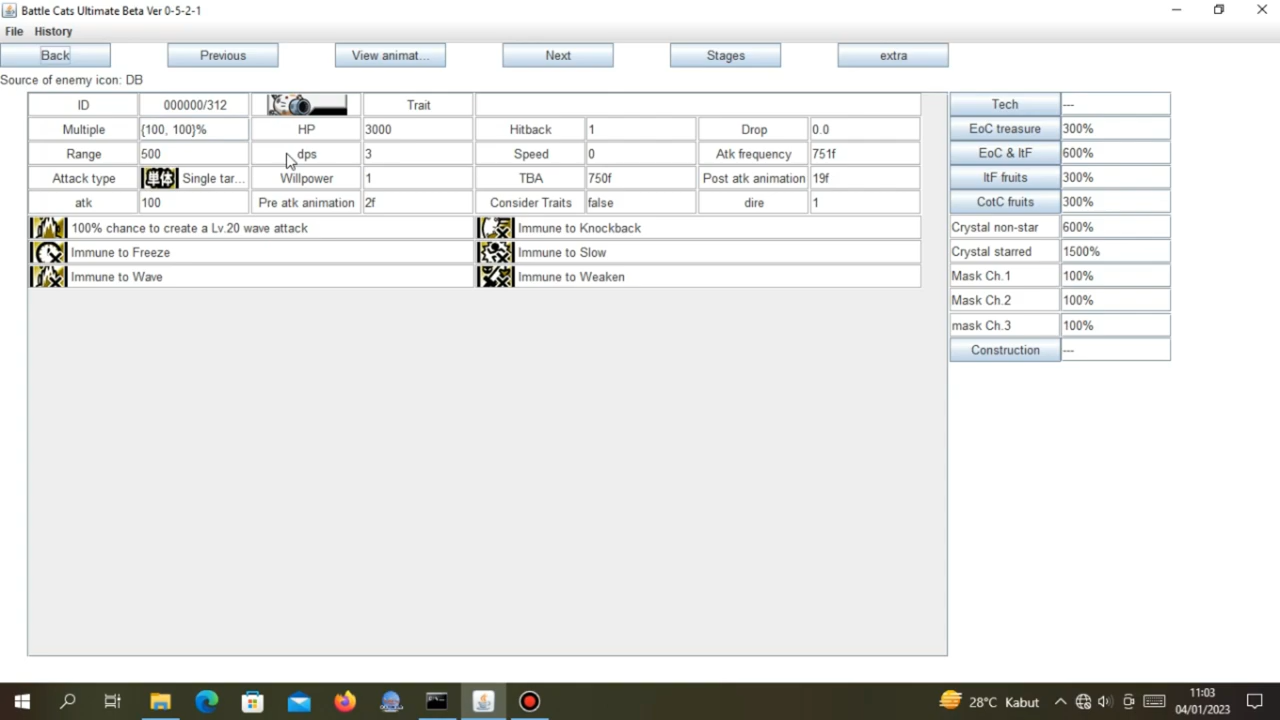 Battle Cats Ultimate Beta Ver 0-5-2-1
File History
Back Previous View animat... Next Stages extra
Source of enemy icon: DB
ID 000000/312 Trait
Multiple {100, 100}% HP 3000 Hitback 1 Drop 0.0
Range 500 dps 3 Speed 0 Atk frequency 751f
Attack type 単体 Single tar... Willpower 1 TBA 750f Post atk animation 19f
atk 100 Pre atk animation 2f Consider Traits false dire 1
100% chance to create a Lv.20 wave attack Immune to Knockback
Immune to Freeze Immune to Slow
Immune to Wave Immune to Weaken
Tech ---
EoC treasure 300%
EoC & ItF 600%
ItF fruits 300%
CotC fruits 300%
Crystal non-star 600%
Crystal starred 1500%
Mask Ch.1 100%
Mask Ch.2 100%
mask Ch.3 100%
Construction ---
28°C Kabut
11:03
04/01/2023